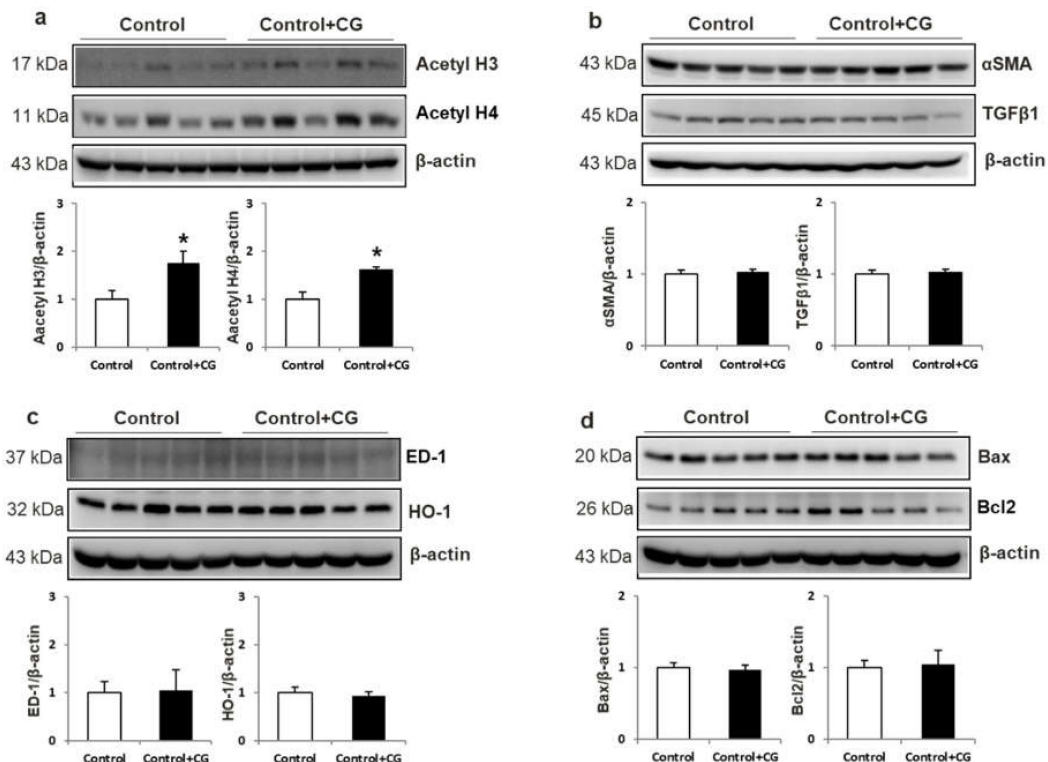 a
Control Control+CG
17 kDa Acetyl H3
11 kDa Acetyl H4
43 kDa β-actin
Aacetyl H3/β-actin
3
2
1
0
*
Control Control+CG
Aacetyl H4/β-actin
3
2
1
0
*
Control Control+CG
b
Control Control+CG
43 kDa αSMA
45 kDa TGFβ1
43 kDa β-actin
αSMA/β-actin
2
1
0
Control Control+CG
TGFβ1/β-actin
2
1
0
Control Control+CG
c
Control Control+CG
37 kDa ED-1
32 kDa HO-1
43 kDa β-actin
ED-1/β-actin
3
2
1
0
Control Control+CG
HO-1/β-actin
3
2
1
0
Control Control+CG
d
Control Control+CG
20 kDa Bax
26 kDa Bcl2
43 kDa β-actin
Bax/β-actin
2
1
0
Control Control+CG
Bcl2/β-actin
2
1
0
Control Control+CG